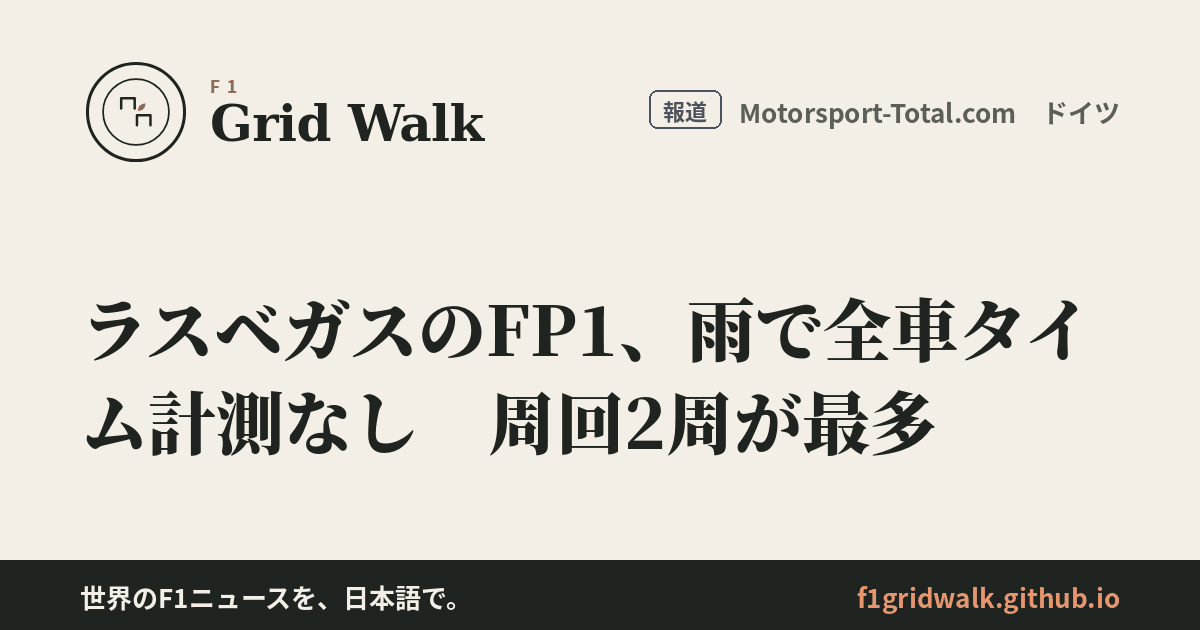 F1
Grid Walk
報道 Motorsport-Total.com ドイツ
ラスベガスのFP1、雨で全車タイ
ム計測なし　周回2周が最多
世界のF1ニュースを、日本語で。
f1gridwalk.github.io